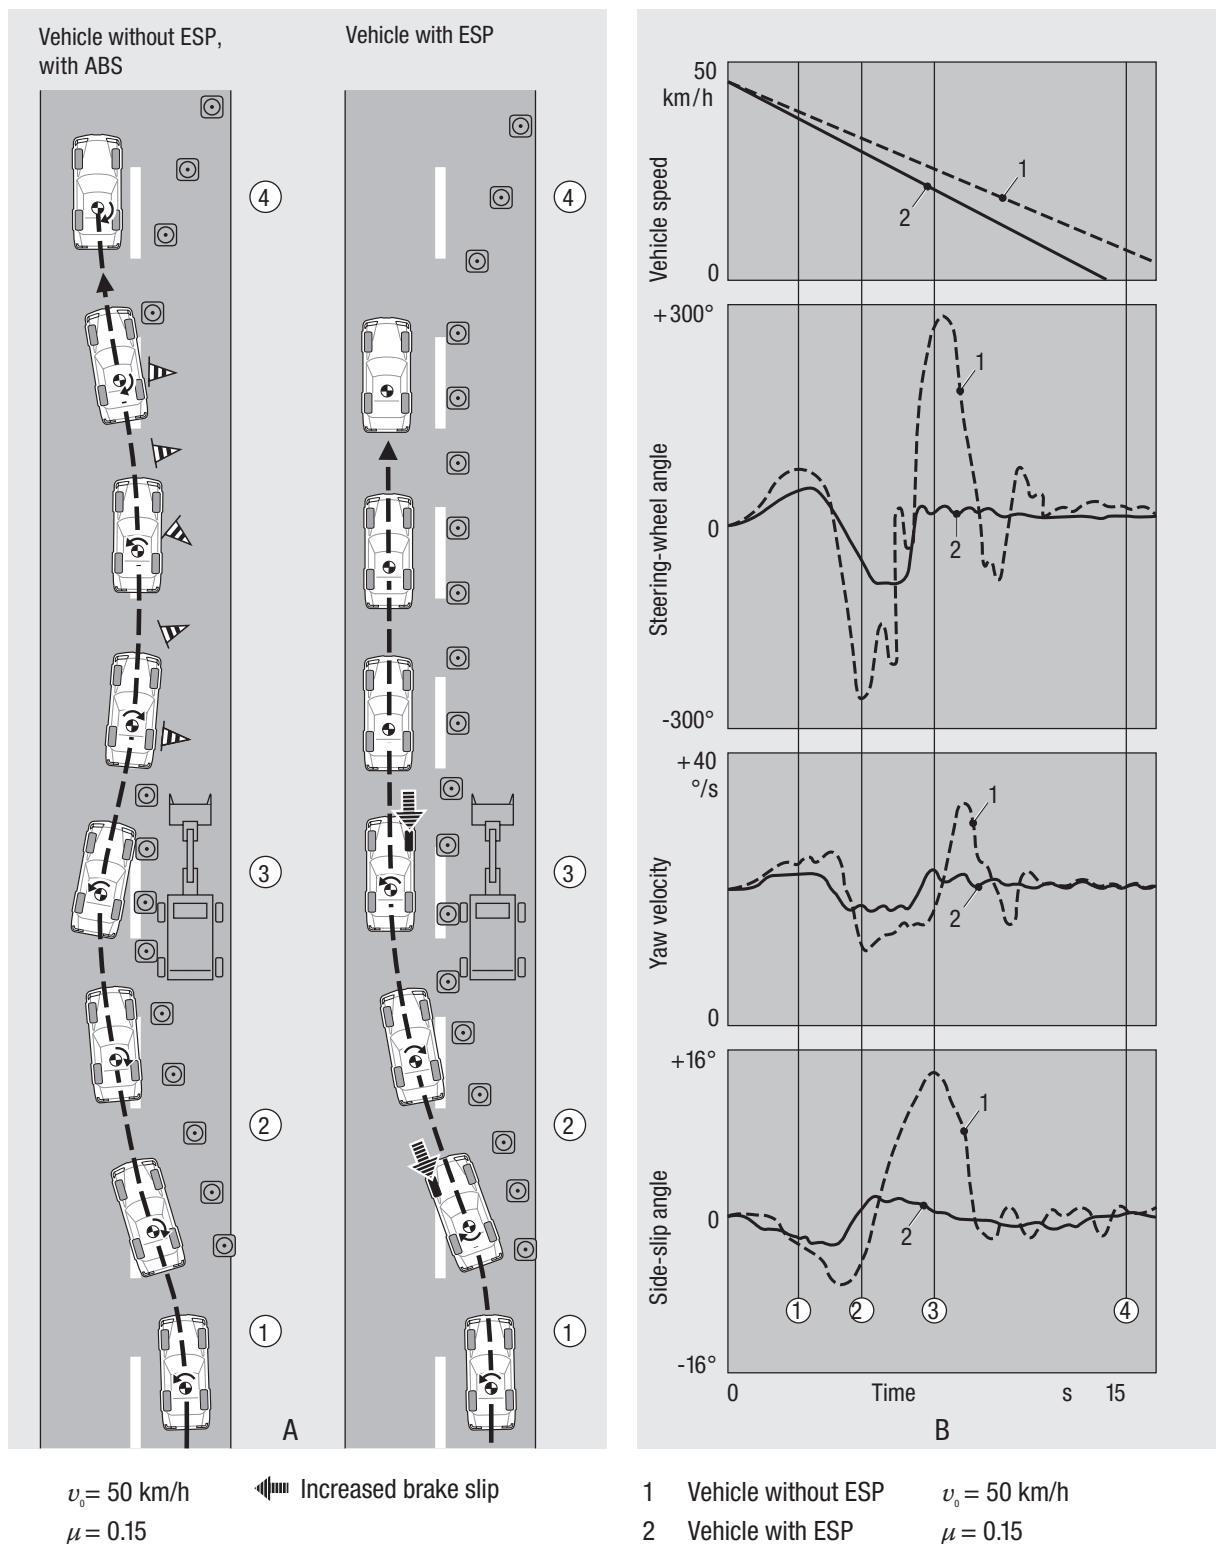 Vehicle without ESP,
with ABS
Vehicle with ESP
4
4
3
3
2
2
1
1
A
υ₀= 50 km/h
μ = 0.15
Increased brake slip
50
km/h
Vehicle speed
0
1
2
+300°
Steering-wheel angle
0
-300°
1
2
+40
°/s
Yaw velocity
0
1
2
+16°
Side-slip angle
0
-16°
1
2
1
2
3
4
0
Time
s
15
B
1 Vehicle without ESP υ₀= 50 km/h
2 Vehicle with ESP μ = 0.15